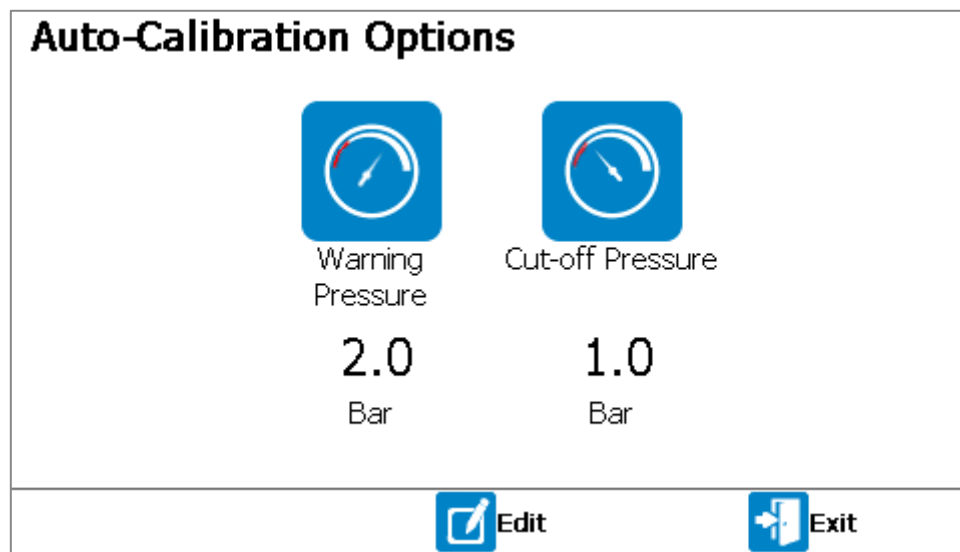 Auto-Calibration Options
Warning
Pressure
Cut-off Pressure
2.0
1.0
Bar
Bar
Edit
Exit